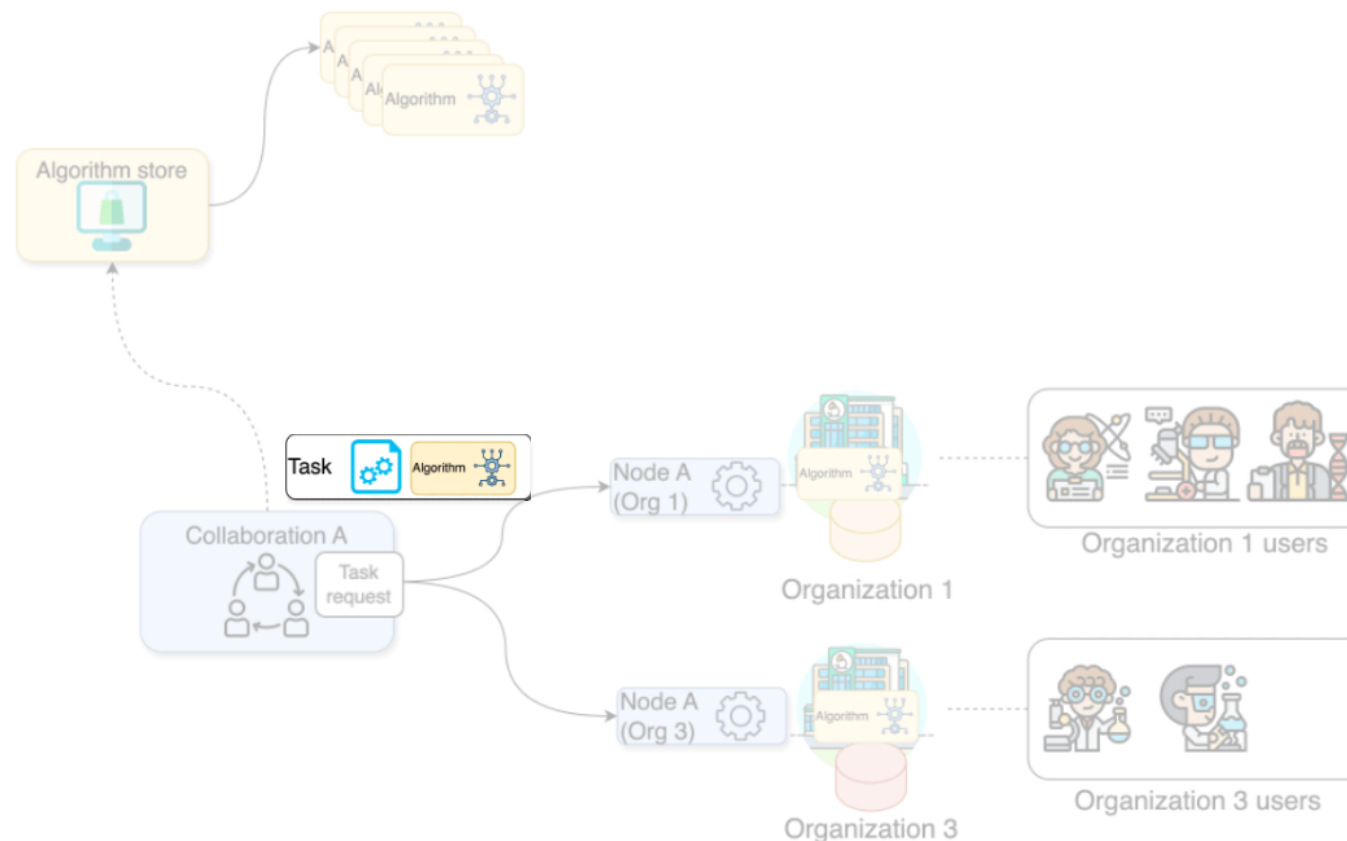 A
A
A
Al
Algorithm
Algorithm store
Task
Algorithm
Collaboration A
Task
request
Node A
(Org 1)
Algorithm
Organization 1
Organization 1 users
Node A
(Org 3)
Algorithm
Organization 3
Organization 3 users